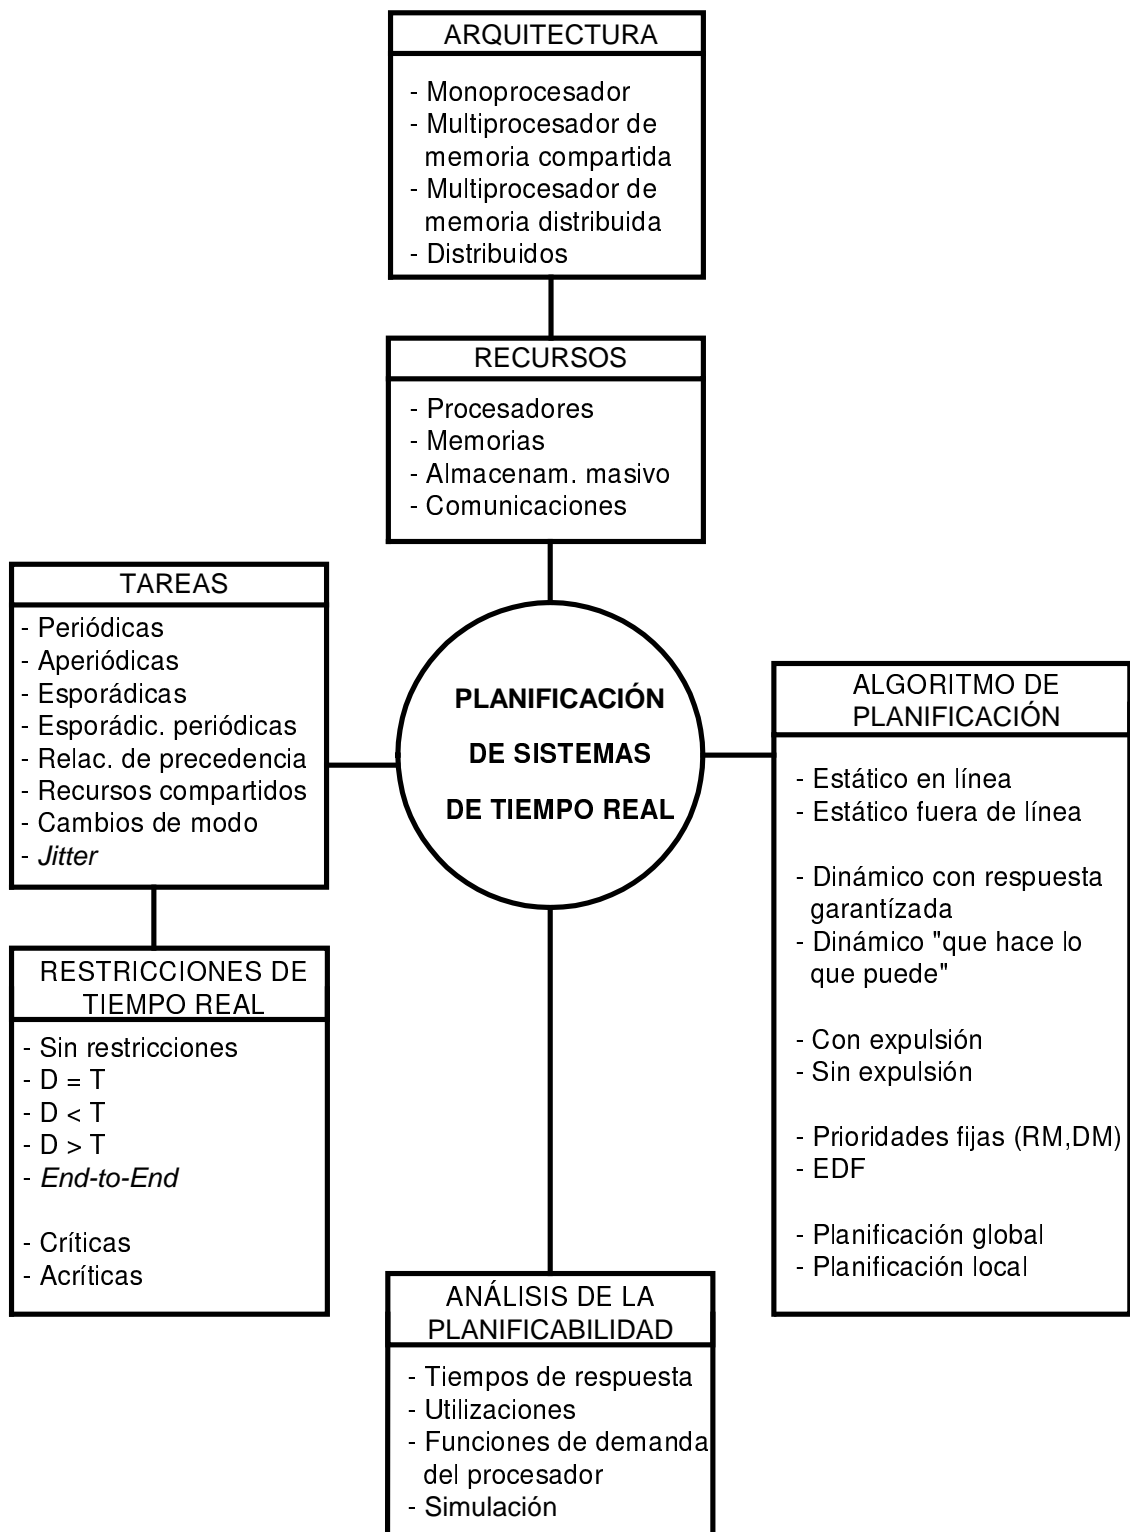 ARQUITECTURA
- Monoprocesador
- Multiprocesador de
memoria compartida
- Multiprocesador de
memoria distribuida
- Distribuidos
RECURSOS
- Procesadores
- Memorias
- Almacenam. masivo
- Comunicaciones
TAREAS
- Periódicas
- Aperiódicas
- Esporádicas
- Esporádic. periódicas
- Relac. de precedencia
- Recursos compartidos
- Cambios de modo
- Jitter
RESTRICCIONES DE
TIEMPO REAL
- Sin restricciones
- D = T
- D < T
- D > T
- End-to-End
- Críticas
- Acríticas
PLANIFICACIÓN
DE SISTEMAS
DE TIEMPO REAL
ALGORITMO DE
PLANIFICACIÓN
- Estático en línea
- Estático fuera de línea
- Dinámico con respuesta
garantízada
- Dinámico "que hace lo
que puede"
- Con expulsión
- Sin expulsión
- Prioridades fijas (RM,DM)
- EDF
- Planificación global
- Planificación local
ANÁLISIS DE LA
PLANIFICABILIDAD
- Tiempos de respuesta
- Utilizaciones
- Funciones de demanda
del procesador
- Simulación